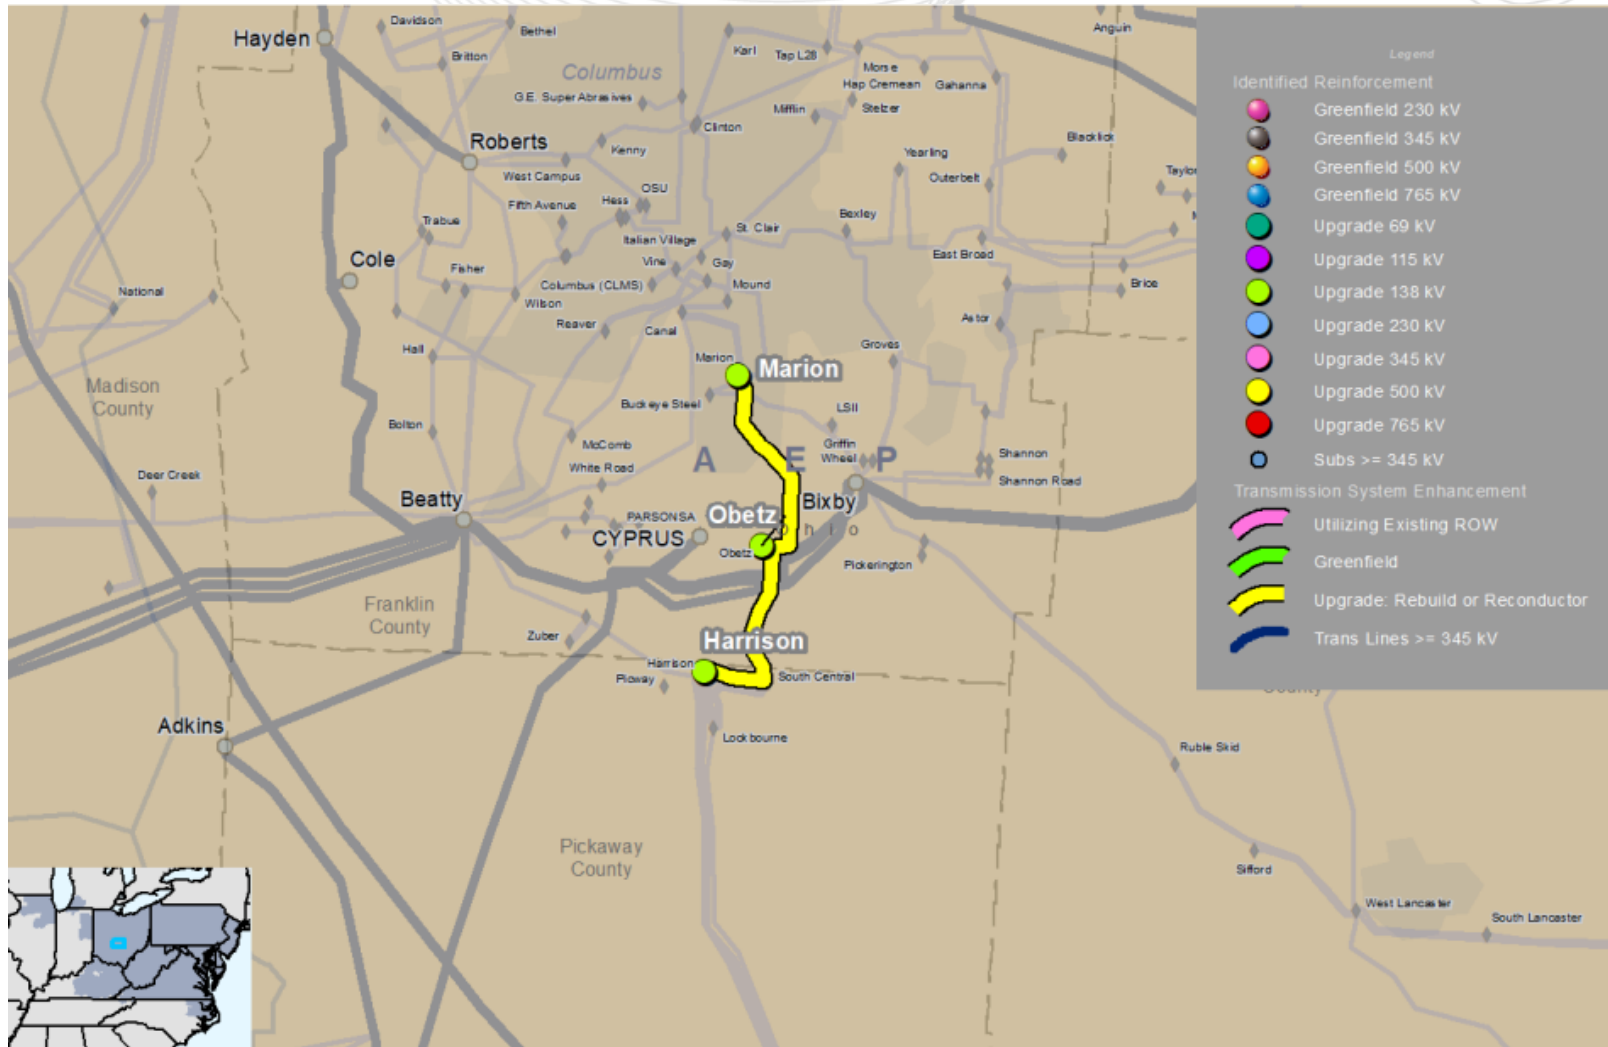 Hayden
Davidson
Bethel
Britton
Columbus
G.E. Super Abrasives
Karl
Tap L28
Morse
Hap Cremean
Gahanna
Anguin
Mifflin
Stelzer
Clinton
Roberts
Kenny
West Campus
Blacklick
Yearling
Outerbelt
Taylor
OSU
Hess
Fifth Avenue
Bexley
Trabue
St. Clair
Italian Village
East Broad
Cole
Fisher
Vine
Gay
Columbus (CLMS)
Mound
Brice
National
Wilson
Reaver
Canal
Astor
Hall
Marion
Marion
Groves
Madison
County
Buckeye Steel
LSII
Bolton
McComb
Griffin
Wheel
White Road
A E P
Shannon
Shannon Road
Deer Creek
Beatty
PARSONSA
Obetz
Bixby
CYPRUS
Ohio
Obetz
Pickerington
Franklin
County
Zuber
Harrison
Harrison
Picway
South Central
Adkins
Lockbourne
County
Ruble Skid
Pickaway
County
Sifford
West Lancaster
South Lancaster
Legend
Identified Reinforcement
Greenfield 230 kV
Greenfield 345 kV
Greenfield 500 kV
Greenfield 765 kV
Upgrade 69 kV
Upgrade 115 kV
Upgrade 138 kV
Upgrade 230 kV
Upgrade 345 kV
Upgrade 500 kV
Upgrade 765 kV
Subs >= 345 kV
Transmission System Enhancement
Utilizing Existing ROW
Greenfield
Upgrade: Rebuild or Reconductor
Trans Lines >= 345 kV